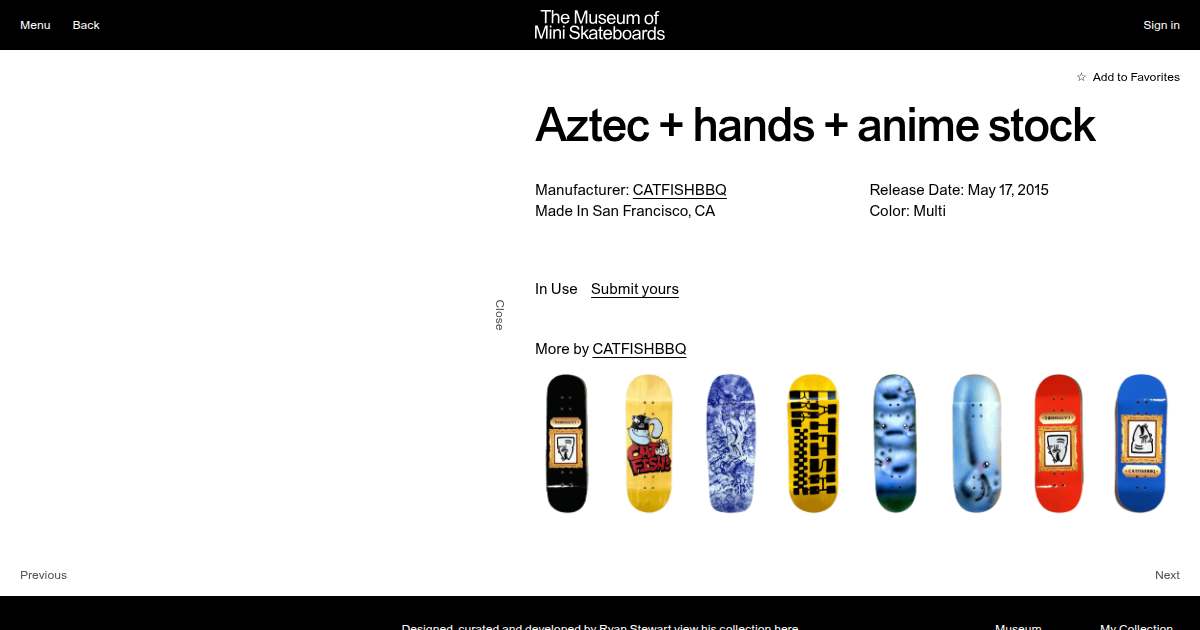 Menu
Back
The Museum of
Mini Skateboards
Sign in
☆ Add to Favorites
Aztec + hands + anime stock
Manufacturer: CATFISHBBQ
Release Date: May 17, 2015
Made In San Francisco, CA
Color: Multi
In Use
Submit yours
Close
More by CATFISHBBQ
CAT
FISH!
Previous
Next
Designed, curated and developed by Ryan Stewart view his collection here
Museum
My Collection